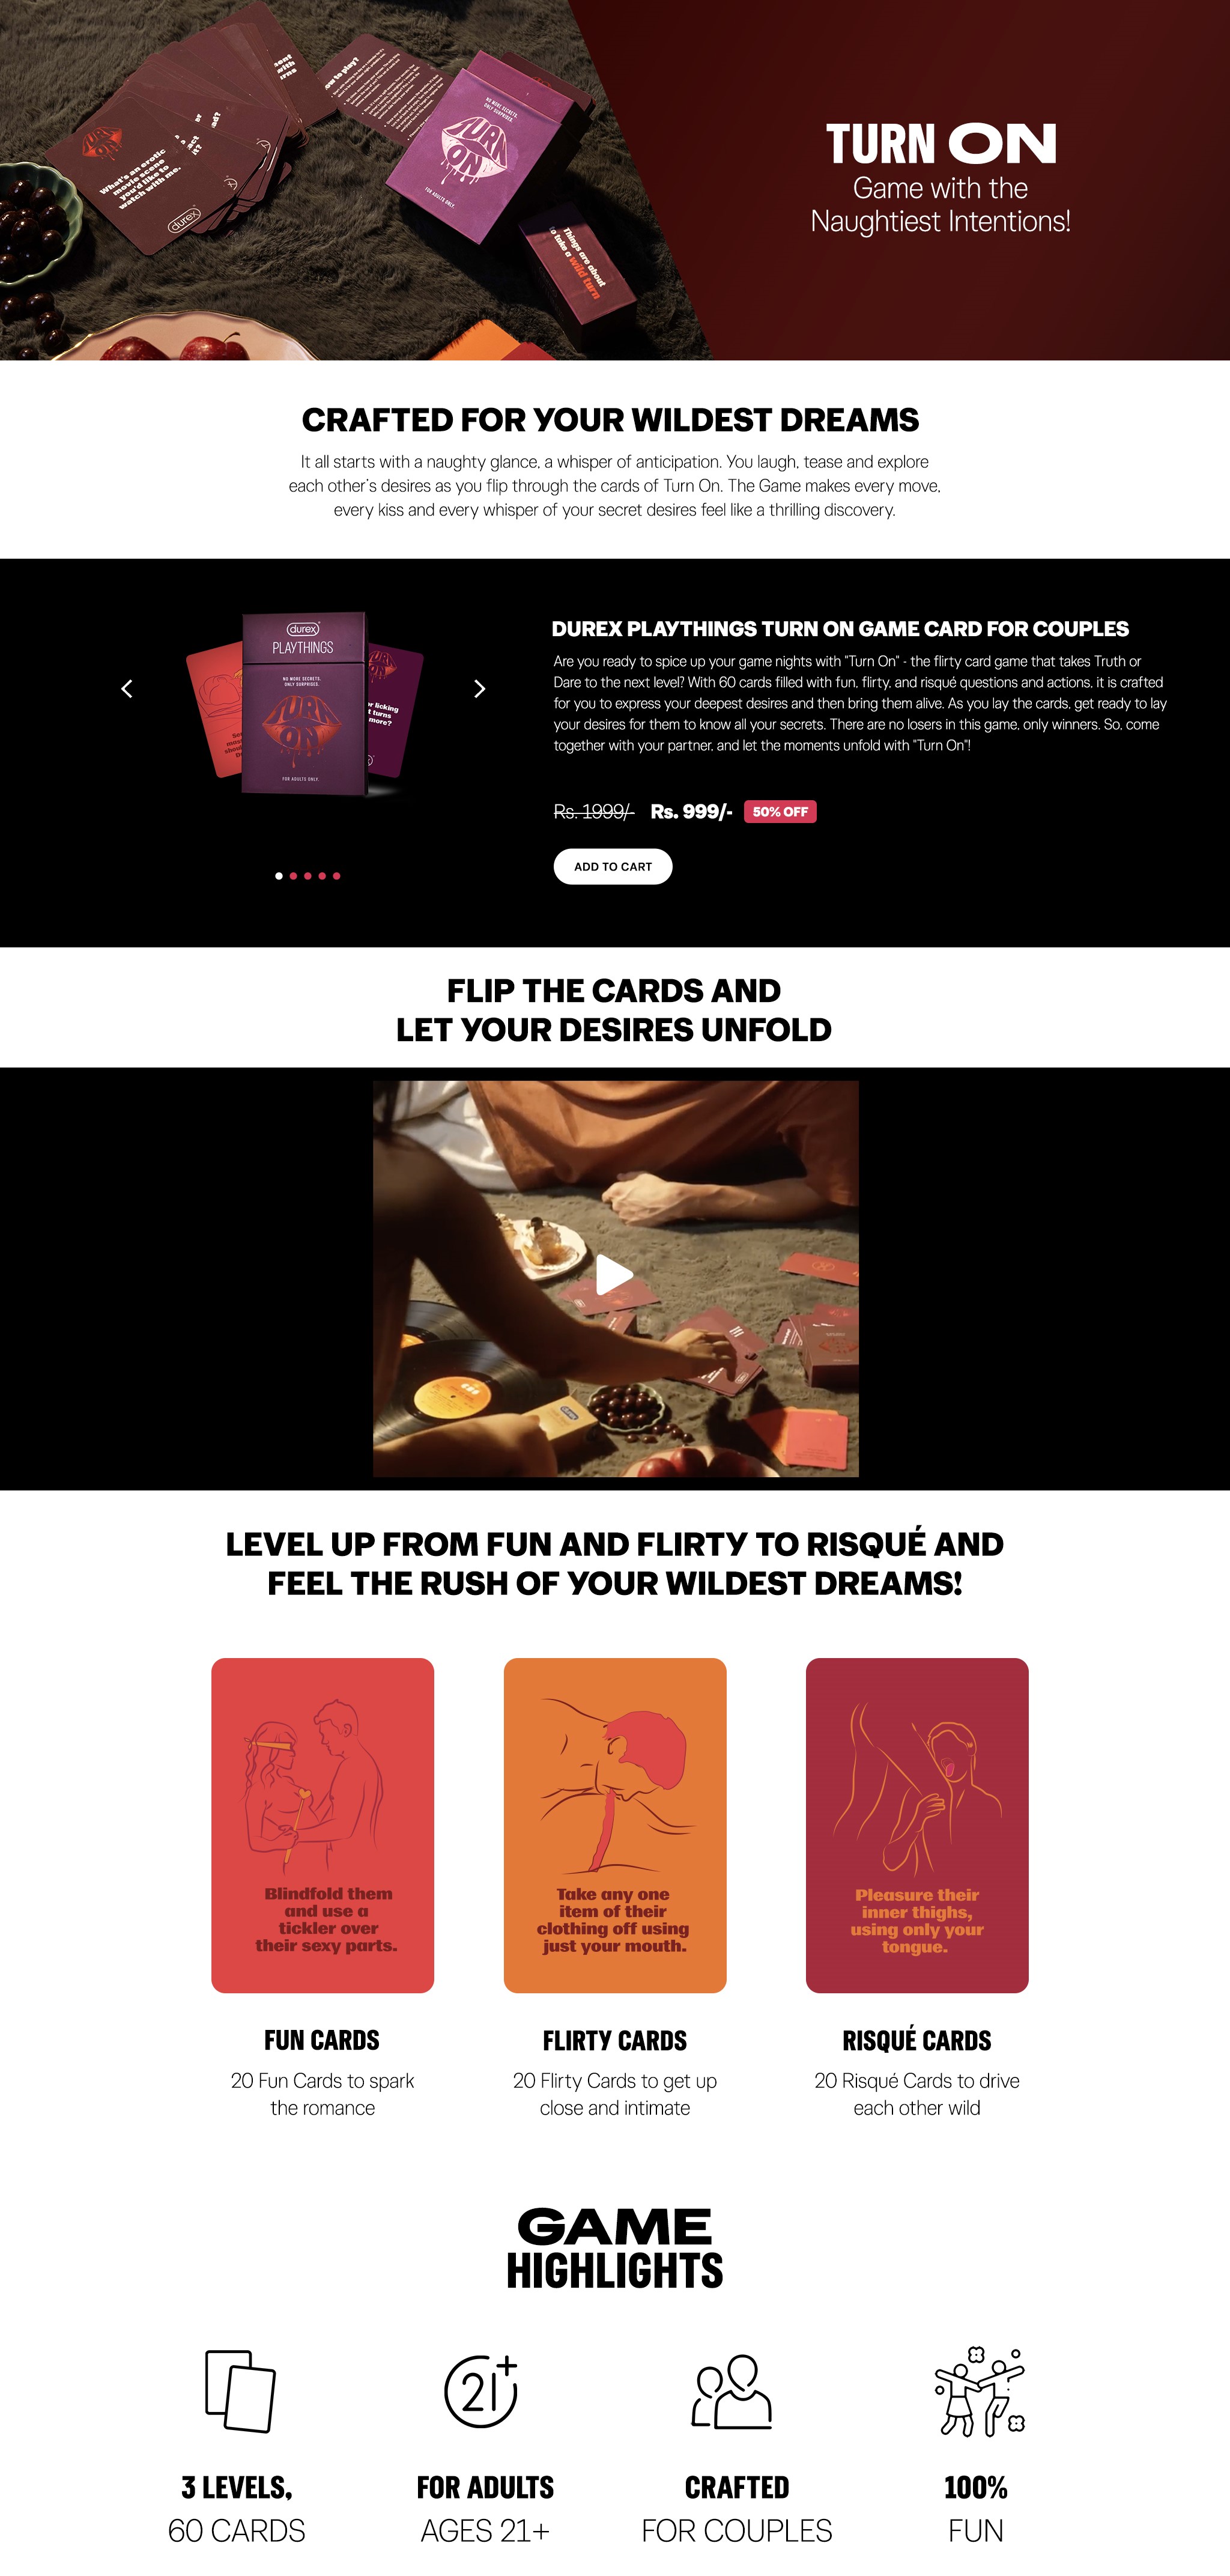 What's an erotic
movie scene
you'd like to
watch with me.
durex
ow to play?
NO MORE SECRETS.
ONLY SURPRISES.
TURN
ON
FOR ADULTS ONLY.
Things are about
to take a wild turn
TURN ON
Game with the
Naughtiest Intentions!
CRAFTED FOR YOUR WILDEST DREAMS
It all starts with a naughty glance, a whisper of anticipation. You laugh, tease and explore
each other's desires as you flip through the cards of Turn On. The Game makes every move,
every kiss and every whisper of your secret desires feel like a thrilling discovery.
durex
PLAYTHINGS
NO MORE SECRETS.
ONLY SURPRISES.
TURN
ON
FOR ADULTS ONLY.
r licking
t turns
more?
DUREX PLAYTHINGS TURN ON GAME CARD FOR COUPLES
Are you ready to spice up your game nights with "Turn On" - the flirty card game that takes Truth or
Dare to the next level? With 60 cards filled with fun, flirty, and risqué questions and actions, it is crafted
for you to express your deepest desires and then bring them alive. As you lay the cards, get ready to lay
your desires for them to know all your secrets. There are no losers in this game, only winners. So, come
together with your partner, and let the moments unfold with "Turn On"!
Rs. 1999/- Rs. 999/- 50% OFF
ADD TO CART
FLIP THE CARDS AND
LET YOUR DESIRES UNFOLD
LEVEL UP FROM FUN AND FLIRTY TO RISQUÉ AND
FEEL THE RUSH OF YOUR WILDEST DREAMS!
Blindfold them
and use a
tickler over
their sexy parts.
Take any one
item of their
clothing off using
just your mouth.
Pleasure their
inner thighs,
using only your
tongue.
FUN CARDS
20 Fun Cards to spark
the romance
FLIRTY CARDS
20 Flirty Cards to get up
close and intimate
RISQUÉ CARDS
20 Risqué Cards to drive
each other wild
GAME
HIGHLIGHTS
21+
3 LEVELS,
60 CARDS
FOR ADULTS
AGES 21+
CRAFTED
FOR COUPLES
100%
FUN